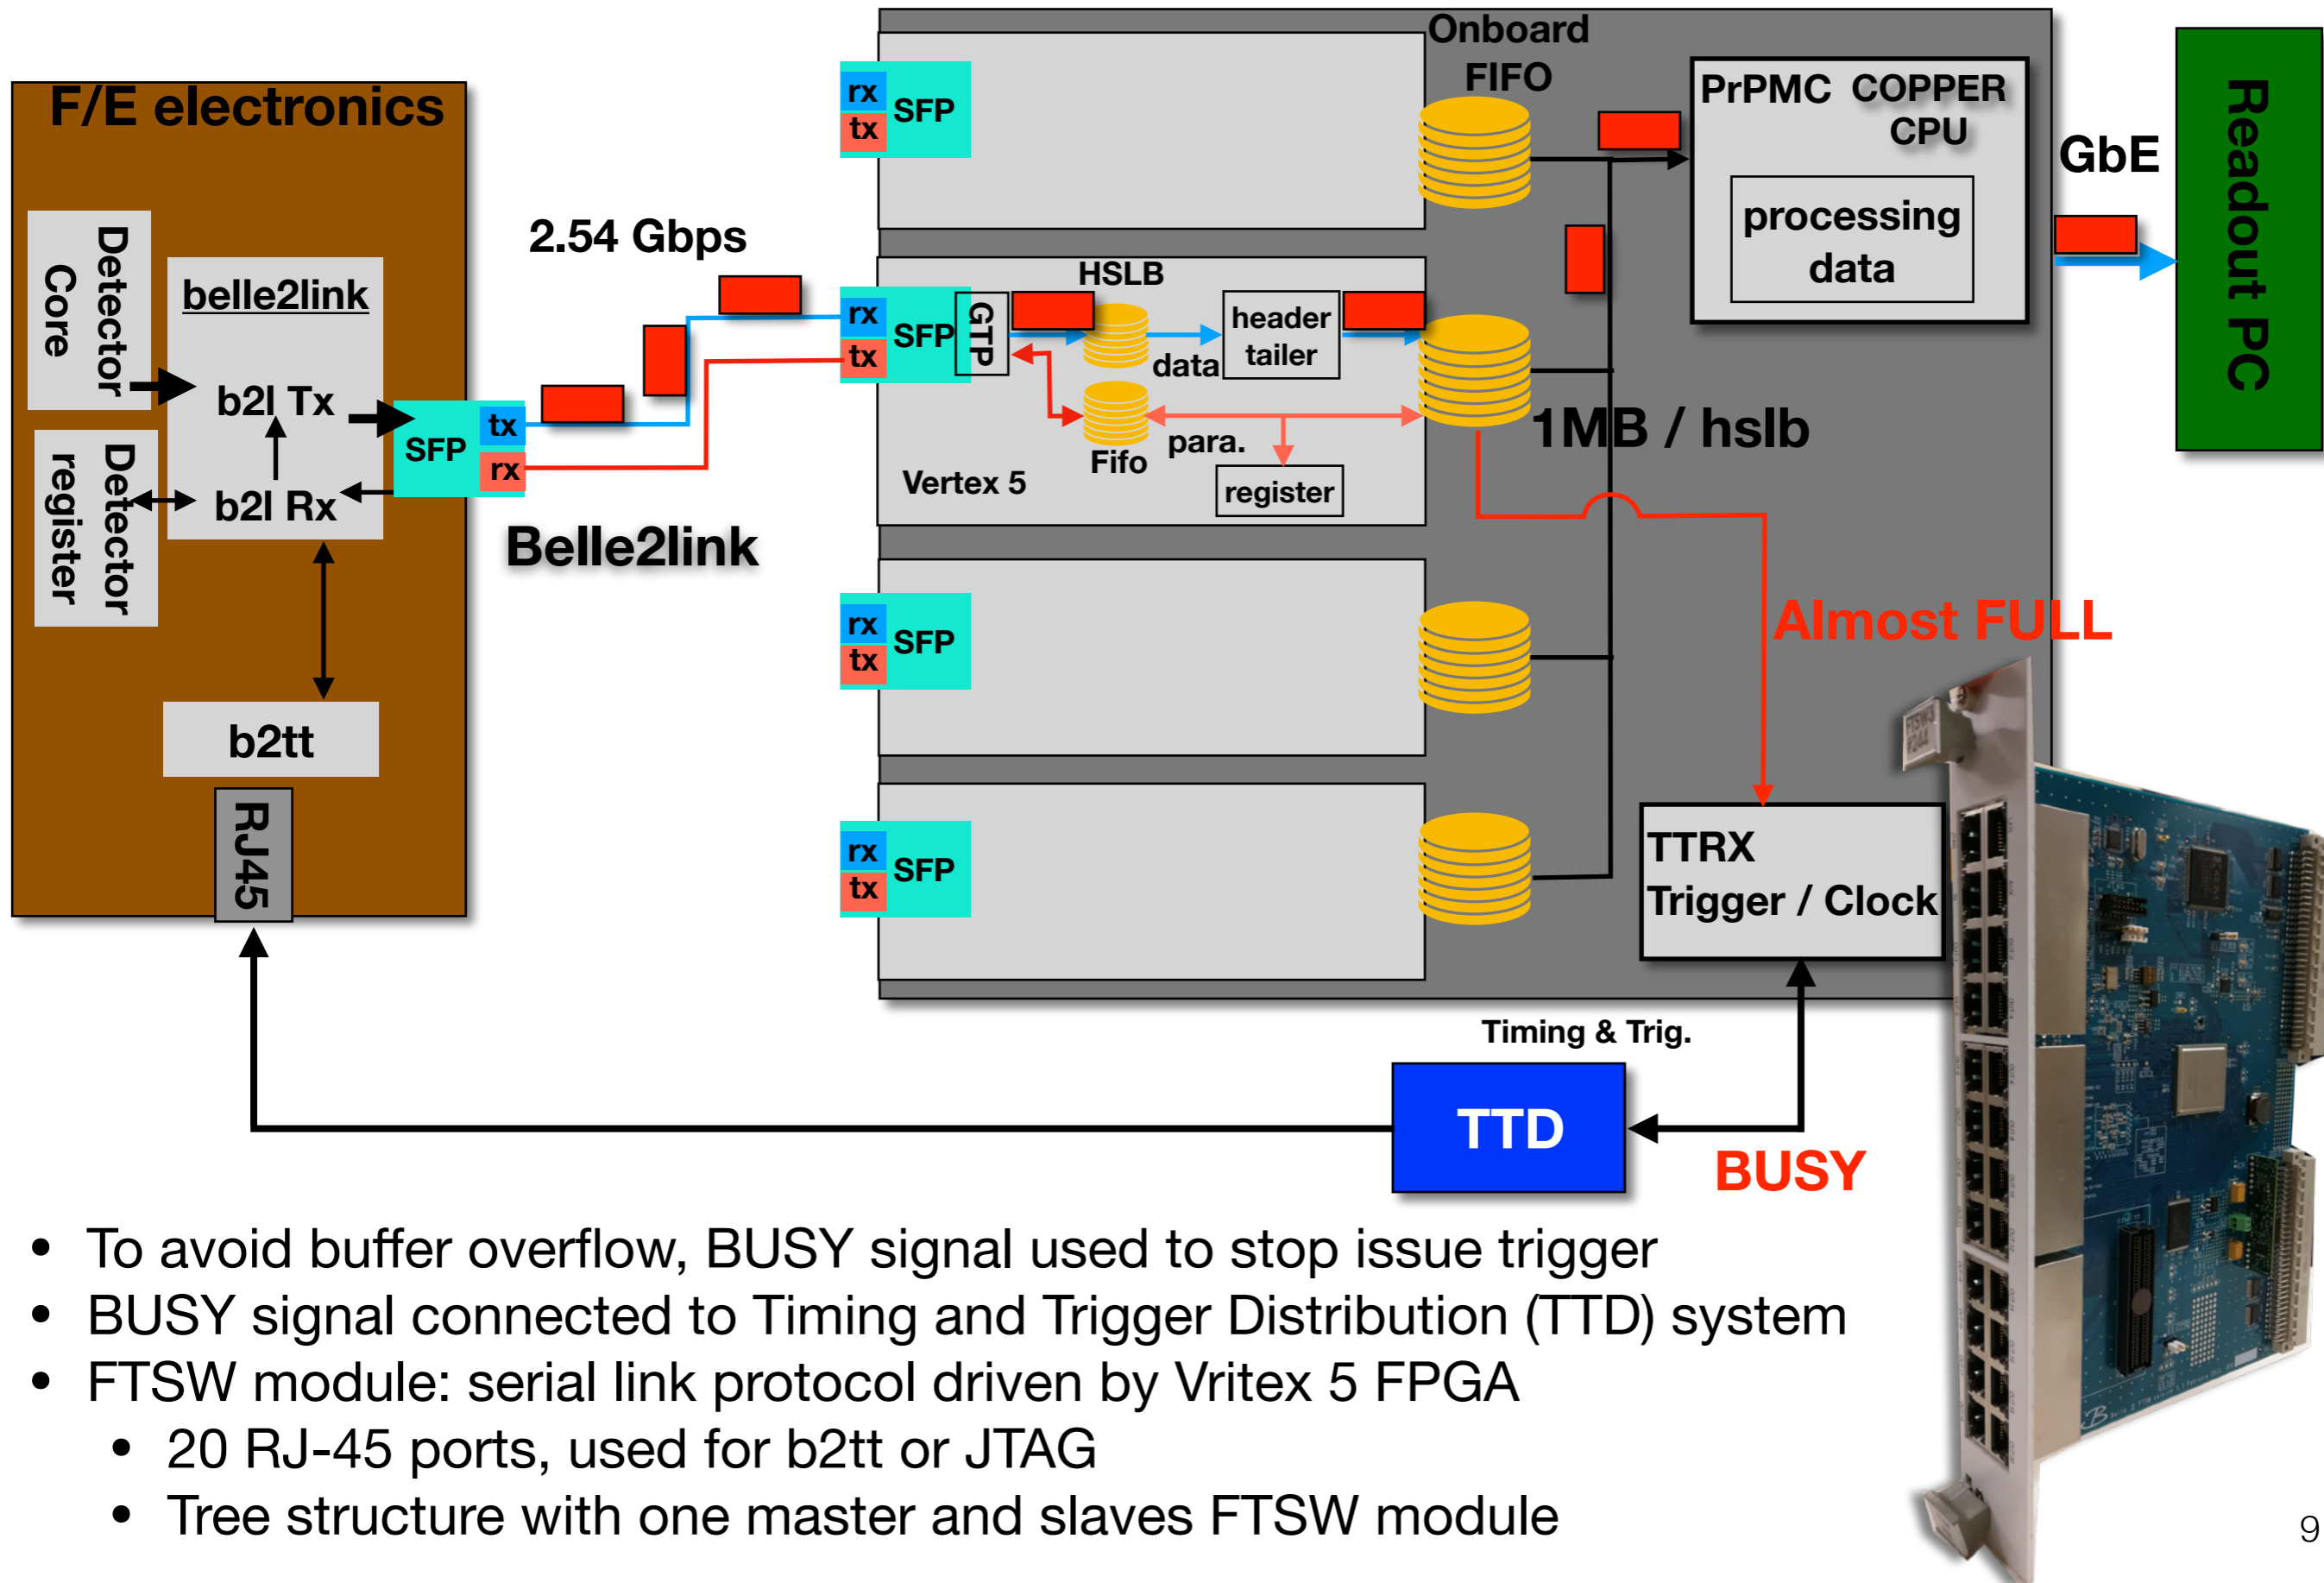 F/E electronics
Detector
Core
belle2link
b2l Tx
b2l Rx
Detector
register
SFP
tx
rx
b2tt
RJ45
2.54 Gbps
Belle2link
rx
tx
SFP
rx
tx
SFP
GTP
HSLB
data
header
tailer
Fifo
para.
register
Vertex 5
rx
tx
SFP
rx
tx
SFP
Onboard
FIFO
1MB / hslb
PrPMC COPPER
CPU
processing
data
GbE
Readout PC
Almost FULL
TTRX
Trigger / Clock
Timing & Trig.
TTD
BUSY
FTSW3
#244
• To avoid buffer overflow, BUSY signal used to stop issue trigger
• BUSY signal connected to Timing and Trigger Distribution (TTD) system
• FTSW module: serial link protocol driven by Vritex 5 FPGA
• 20 RJ-45 ports, used for b2tt or JTAG
• Tree structure with one master and slaves FTSW module
9